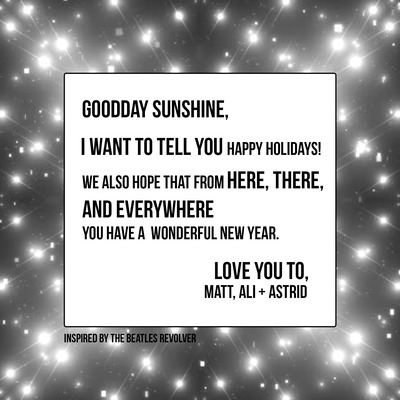 GOODDAY SUNSHINE,
I WANT TO TELL YOU HAPPY HOLIDAYS!
WE ALSO HOPE THAT FROM HERE, THERE,
AND EVERYWHERE
YOU HAVE A WONDERFUL NEW YEAR.
LOVE YOU TO,
MATT, ALI + ASTRID
INSPIRED BY THE BEATLES REVOLVER